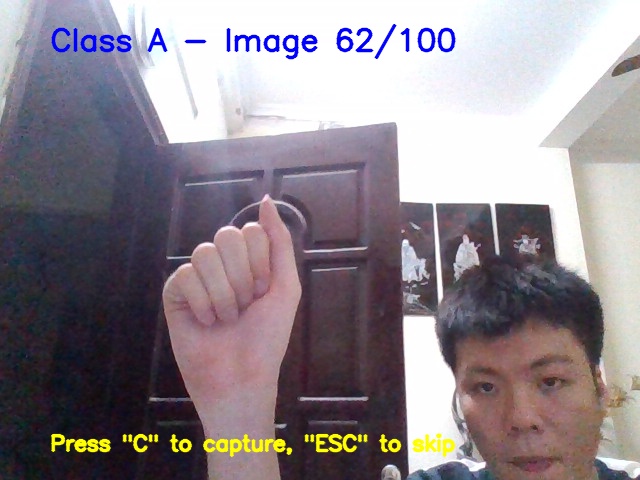 Class A - Image 62/100
Press "C" to capture, "ESC" to skip